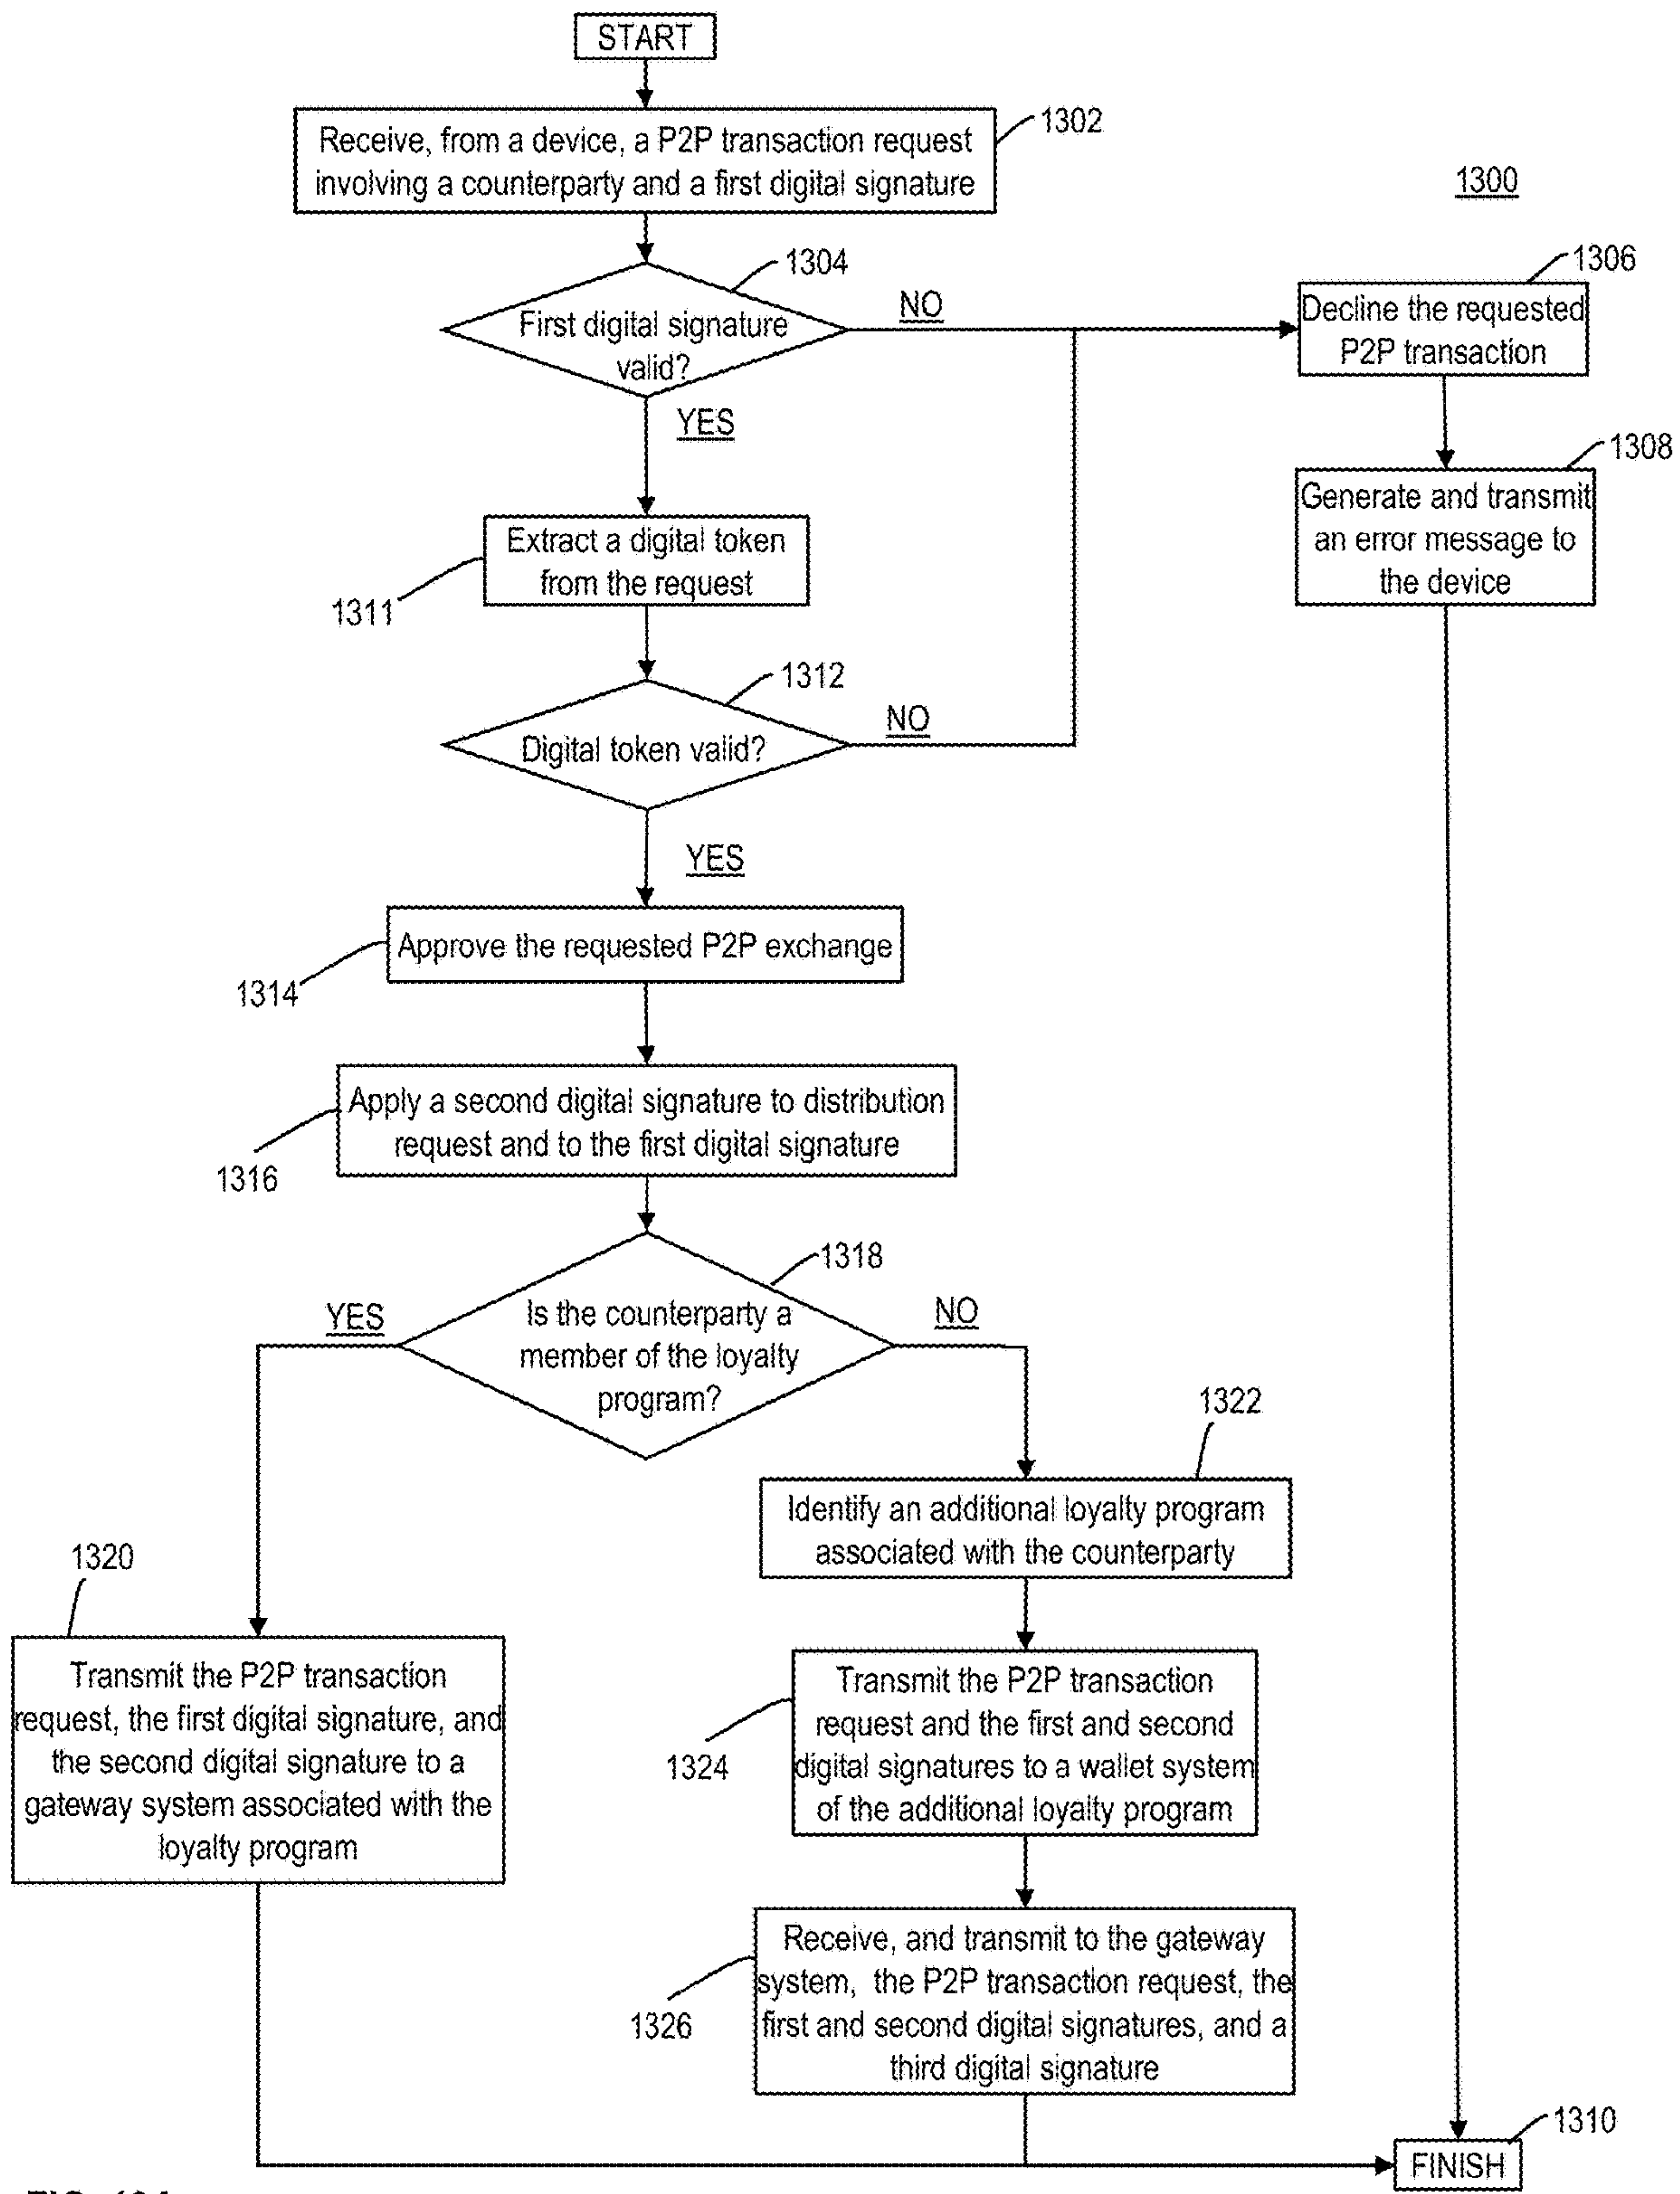 START
1302
Receive, from a device, a P2P transaction request
involving a counterparty and a first digital signature
1300
1304
First digital signature
valid?
NO
1306
Decline the requested
P2P transaction
YES
1308
Generate and transmit
an error message to
the device
Extract a digital token
from the request
1311
1312
Digital token valid?
NO
YES
Approve the requested P2P exchange
1314
Apply a second digital signature to distribution
request and to the first digital signature
1316
1318
Is the counterparty a
member of the loyalty
program?
YES
NO
1322
Identify an additional loyalty program
associated with the counterparty
1320
Transmit the P2P transaction
request, the first digital signature, and
the second digital signature to a
gateway system associated with the
loyalty program
Transmit the P2P transaction
request and the first and second
digital signatures to a wallet system
of the additional loyalty program
1324
Receive, and transmit to the gateway
system, the P2P transaction request, the
first and second digital signatures, and a
third digital signature
1326
1310
FINISH